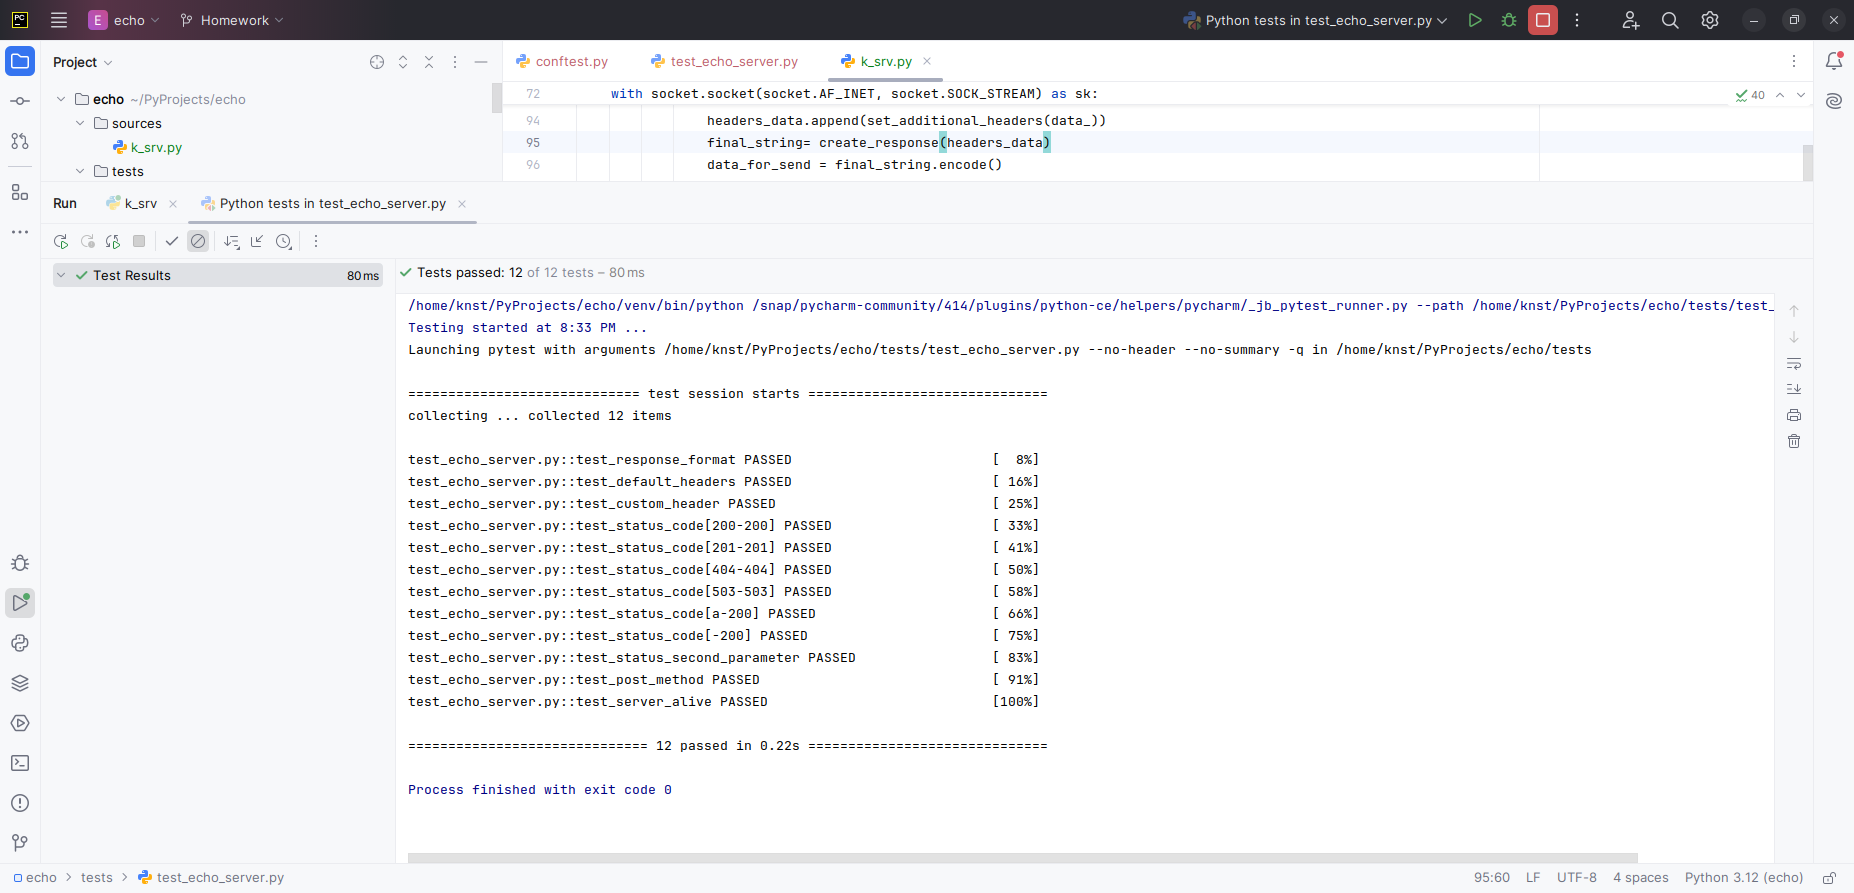 PC E echo Homework Python tests in test_echo_server.py
Project
echo ~/PyProjects/echo
sources
k_srv.py
tests
conftest.py test_echo_server.py k_srv.py
72 with socket.socket(socket.AF_INET, socket.SOCK_STREAM) as sk:
40
94 headers_data.append(set_additional_headers(data_))
95 final_string= create_response(headers_data)
96 data_for_send = final_string.encode()
Run k_srv Python tests in test_echo_server.py
Test Results 80 ms
Tests passed: 12 of 12 tests – 80 ms
/home/knst/PyProjects/echo/venv/bin/python /snap/pycharm-community/414/plugins/python-ce/helpers/pycharm/_jb_pytest_runner.py --path /home/knst/PyProjects/echo/tests/test_
Testing started at 8:33 PM ...
Launching pytest with arguments /home/knst/PyProjects/echo/tests/test_echo_server.py --no-header --no-summary -q in /home/knst/PyProjects/echo/tests
============================= test session starts ==============================
collecting ... collected 12 items
test_echo_server.py::test_response_format PASSED [  8%]
test_echo_server.py::test_default_headers PASSED [ 16%]
test_echo_server.py::test_custom_header PASSED [ 25%]
test_echo_server.py::test_status_code[200-200] PASSED [ 33%]
test_echo_server.py::test_status_code[201-201] PASSED [ 41%]
test_echo_server.py::test_status_code[404-404] PASSED [ 50%]
test_echo_server.py::test_status_code[503-503] PASSED [ 58%]
test_echo_server.py::test_status_code[a-200] PASSED [ 66%]
test_echo_server.py::test_status_code[-200] PASSED [ 75%]
test_echo_server.py::test_status_second_parameter PASSED [ 83%]
test_echo_server.py::test_post_method PASSED [ 91%]
test_echo_server.py::test_server_alive PASSED [100%]
============================== 12 passed in 0.22s ==============================
Process finished with exit code 0
echo > tests > test_echo_server.py 95:60 LF UTF-8 4 spaces Python 3.12 (echo)